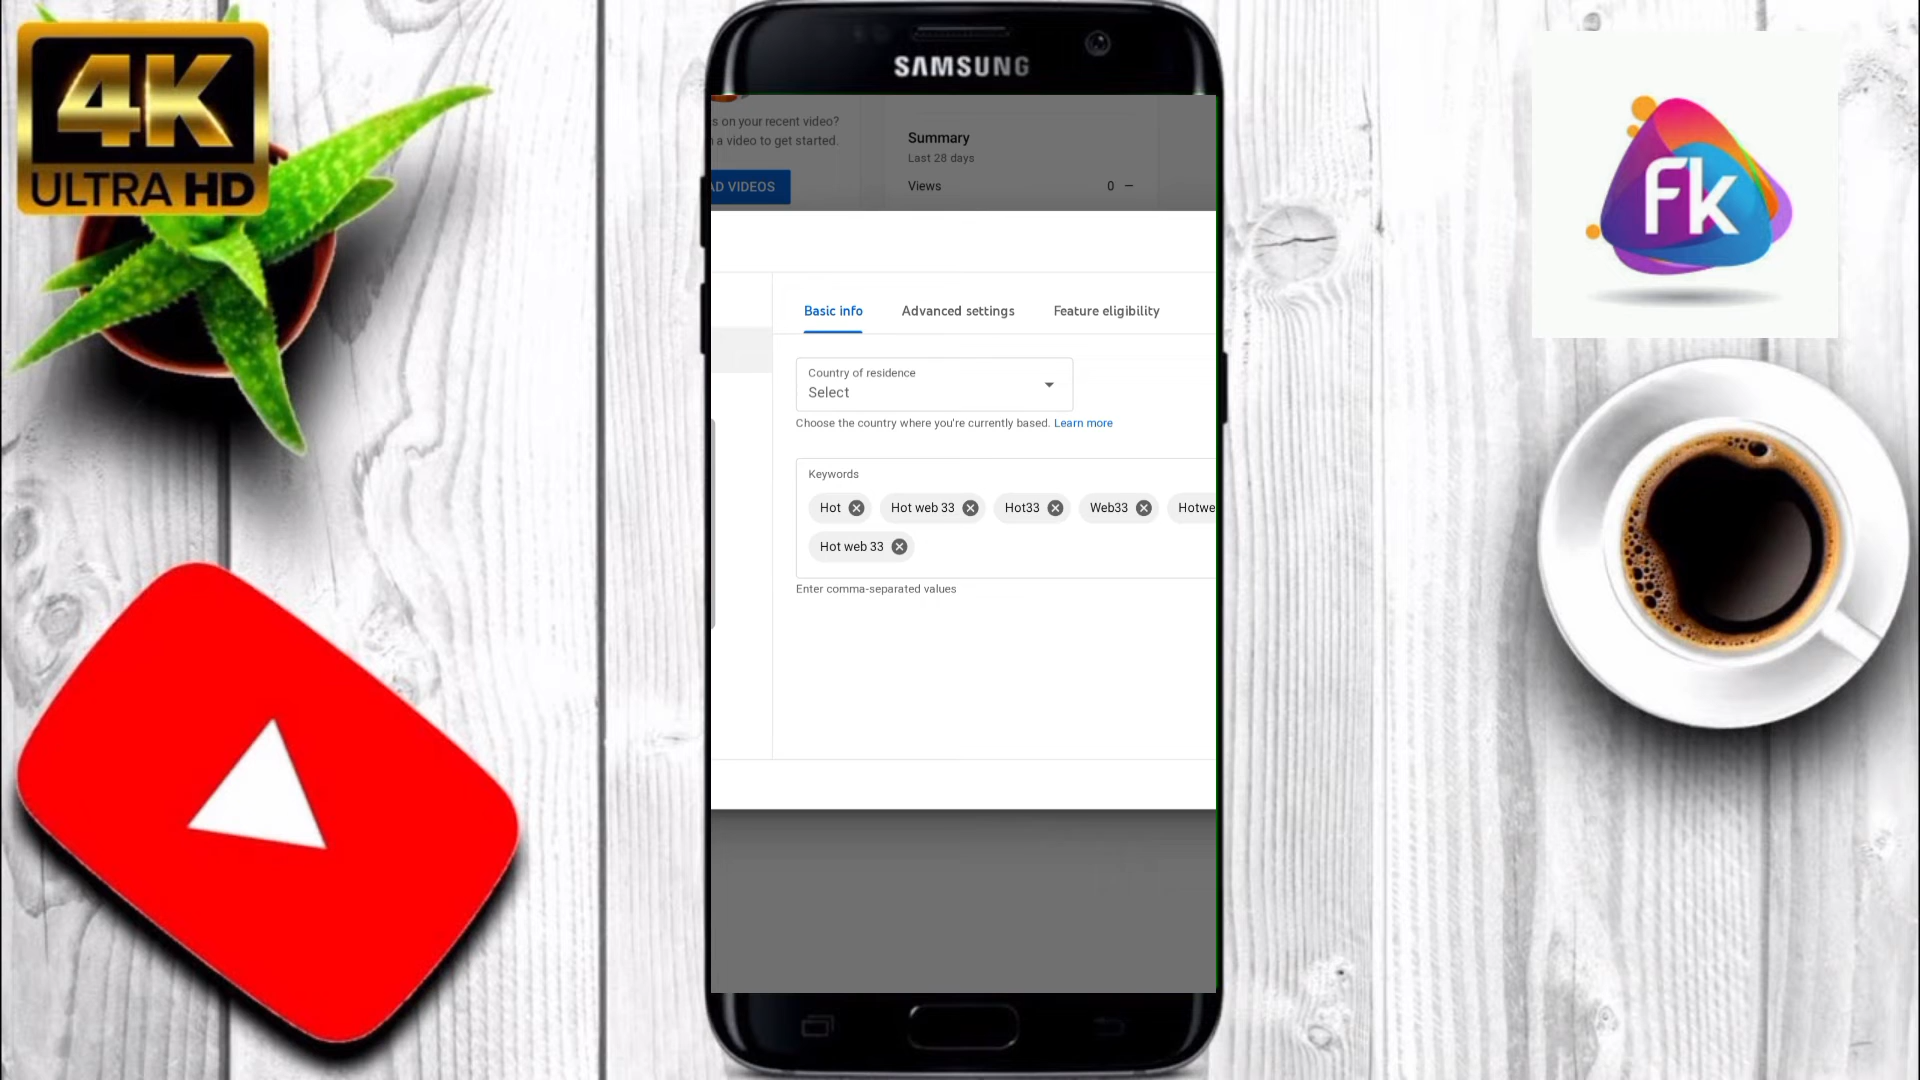 4K
ULTRA HD
SAMSUNG
s on your recent video?
a video to get started.
AD VIDEOS
Summary
Last 28 days
Views 0 –
Basic info Advanced settings Feature eligibility
Country of residence
Select
Choose the country where you're currently based. Learn more
Keywords
Hot Hot web 33 Hot33 Web33 Hotwe
Hot web 33
Enter comma-separated values
Fk